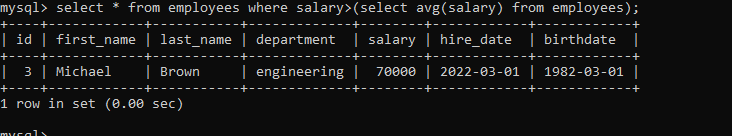 mysql> select * from employees where salary>(select avg(salary) from employees);
+----+------------+-----------+-------------+--------+------------+------------+
| id | first_name | last_name | department  | salary | hire_date  | birthdate  |
+----+------------+-----------+-------------+--------+------------+------------+
|  3 | Michael    | Brown     | engineering |  70000 | 2022-03-01 | 1982-03-01 |
+----+------------+-----------+-------------+--------+------------+------------+
1 row in set (0.00 sec)
mysql>